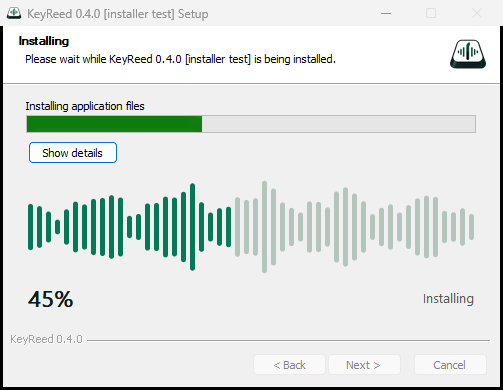 KeyReed 0.4.0 [installer test] Setup
Installing
Please wait while KeyReed 0.4.0 [installer test] is being installed.
Installing application files
Show details
45%
Installing
KeyReed 0.4.0
< Back
Next >
Cancel